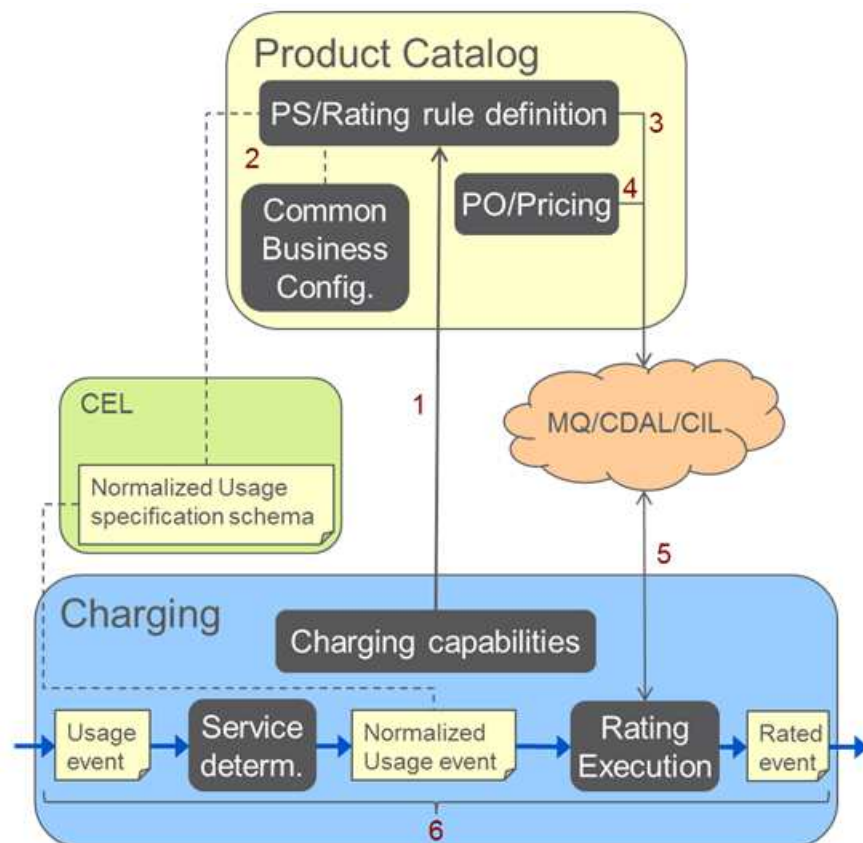 Product Catalog
PS/Rating rule definition
3
2
4
Common
Business
Config.
PO/Pricing
CEL
1
MQ/CDAL/CIL
Normalized Usage
specification schema
5
Charging
Charging capabilities
Usage
event
Service
determ.
Normalized
Usage event
Rating
Execution
Rated
event
6